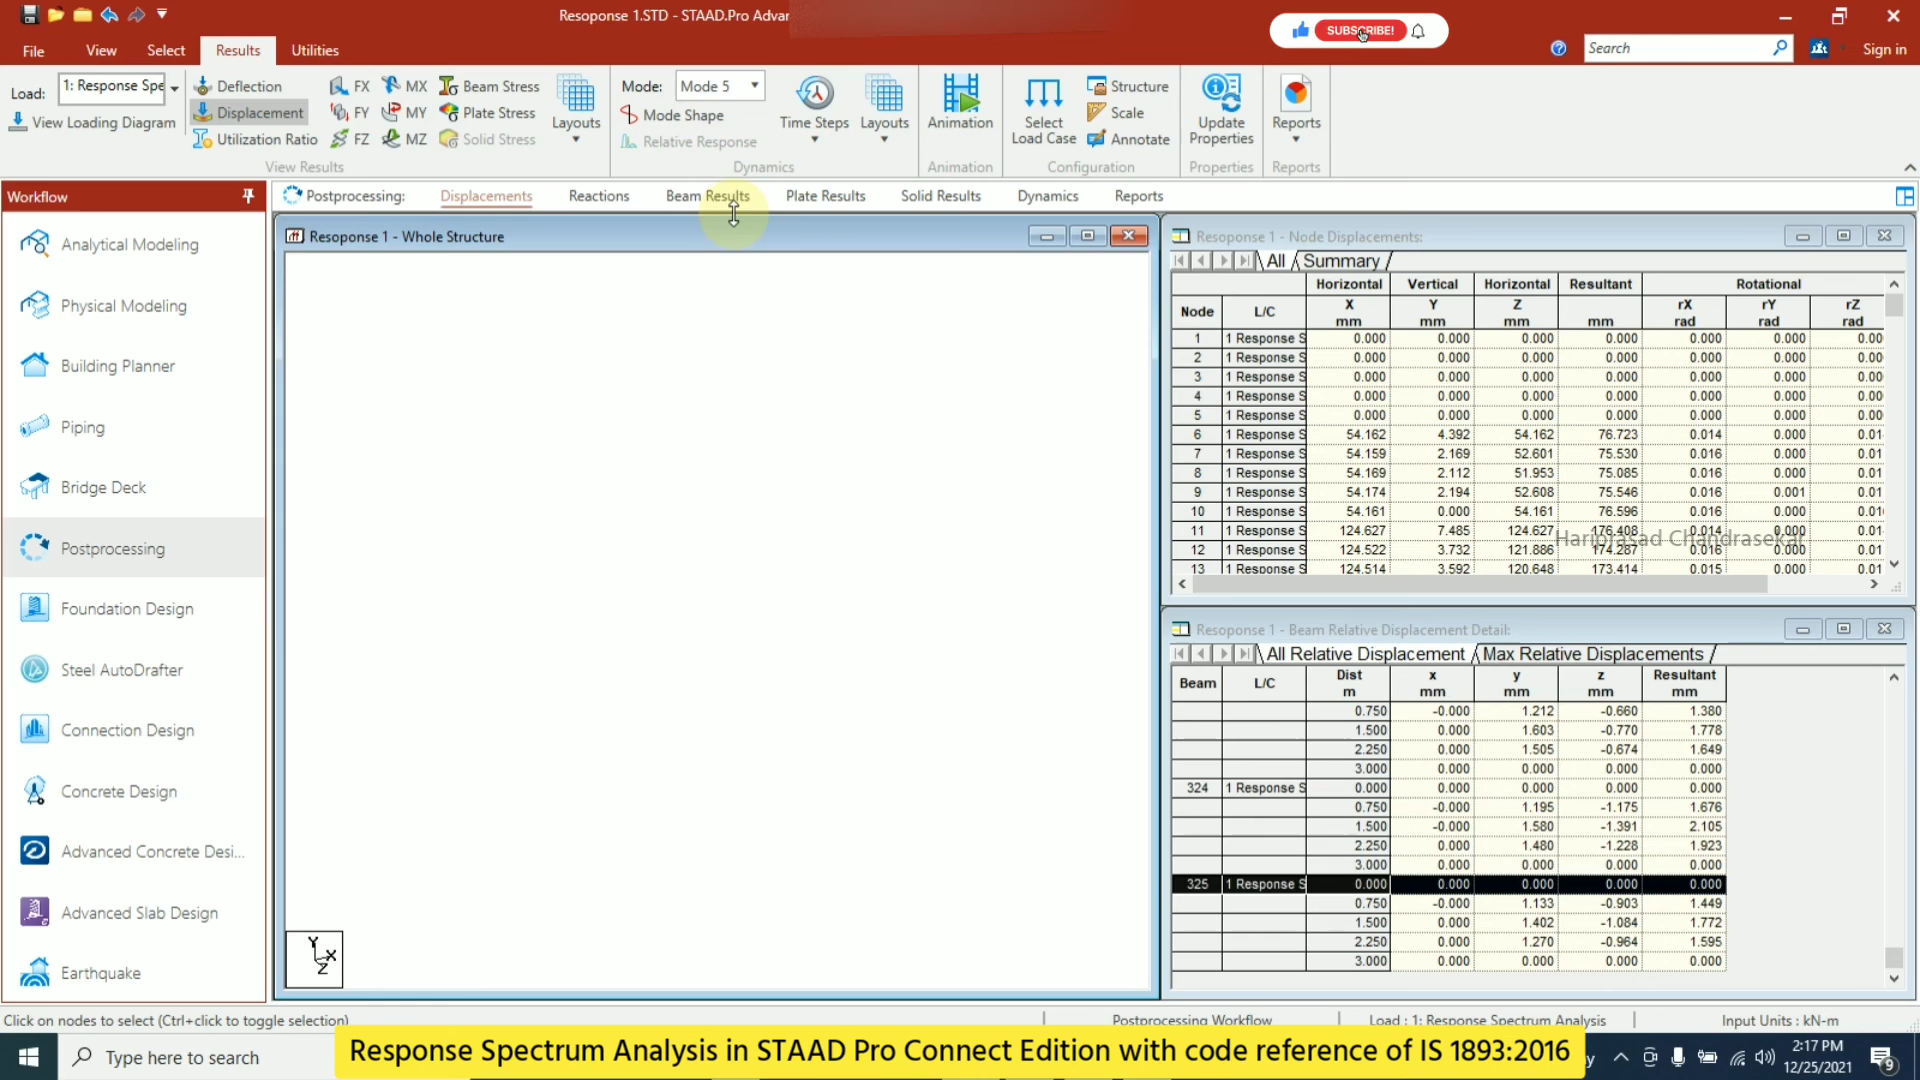 Resoponse 1.STD - STAAD.Pro Advan
SUBSCRIBE!
File View Select Results Utilities
Search
Sign in
Load: 1: Response Spe
View Loading Diagram
Deflection
Displacement
Utilization Ratio
FX MX Beam Stress
FY MY Plate Stress
FZ MZ Solid Stress
Layouts
View Results
Mode: Mode 5
Mode Shape
Relative Response
Time Steps
Layouts
Dynamics
Animation
Animation
Select Load Case
Structure
Scale
Annotate
Configuration
Update Properties
Properties
Reports
Reports
Workflow
Postprocessing: Displacements Reactions Beam Results Plate Results Solid Results Dynamics Reports
Analytical Modeling
Physical Modeling
Building Planner
Piping
Bridge Deck
Postprocessing
Foundation Design
Steel AutoDrafter
Connection Design
Concrete Design
Advanced Concrete Desi...
Advanced Slab Design
Earthquake
Resoponse 1 - Whole Structure
Y
X
Z
Resoponse 1 - Node Displacements:
All Summary
Horizontal Vertical Horizontal Resultant Rotational
Node L/C X mm Y mm Z mm mm rX rad rY rad rZ rad
1 1 Response S 0.000 0.000 0.000 0.000 0.000 0.000 0.00
2 1 Response S 0.000 0.000 0.000 0.000 0.000 0.000 0.00
3 1 Response S 0.000 0.000 0.000 0.000 0.000 0.000 0.00
4 1 Response S 0.000 0.000 0.000 0.000 0.000 0.000 0.00
5 1 Response S 0.000 0.000 0.000 0.000 0.000 0.000 0.00
6 1 Response S 54.162 4.392 54.162 76.723 0.014 0.000 0.01
7 1 Response S 54.159 2.169 52.601 75.530 0.016 0.000 0.01
8 1 Response S 54.169 2.112 51.953 75.085 0.016 0.000 0.01
9 1 Response S 54.174 2.194 52.608 75.546 0.016 0.001 0.01
10 1 Response S 54.161 0.000 54.161 76.596 0.016 0.000 0.01
11 1 Response S 124.627 7.485 124.627 176.408 0.014 0.000 0.01
12 1 Response S 124.522 3.732 121.886 174.287 0.016 0.000 0.01
13 1 Response S 124.514 3.592 120.648 173.414 0.015 0.000 0.01
Hariprasad Chandrasekar
Resoponse 1 - Beam Relative Displacement Detail:
All Relative Displacement Max Relative Displacements
Beam L/C Dist m x mm y mm z mm Resultant mm
0.750 -0.000 1.212 -0.660 1.380
1.500 0.000 1.603 -0.770 1.778
2.250 0.000 1.505 -0.674 1.649
3.000 0.000 0.000 0.000 0.000
324 1 Response S 0.000 0.000 0.000 0.000 0.000
0.750 -0.000 1.195 -1.175 1.676
1.500 -0.000 1.580 -1.391 2.105
2.250 0.000 1.480 -1.228 1.923
3.000 0.000 0.000 0.000 0.000
325 1 Response S 0.000 0.000 0.000 0.000 0.000
0.750 -0.000 1.133 -0.903 1.449
1.500 0.000 1.402 -1.084 1.772
2.250 0.000 1.270 -0.964 1.595
3.000 0.000 0.000 0.000 0.000
Click on nodes to select (Ctrl+click to toggle selection)
Postprocessing Workflow
Load : 1: Response Spectrum Analysis
Input Units : kN-m
Type here to search
Response Spectrum Analysis in STAAD Pro Connect Edition with code reference of IS 1893:2016
2:17 PM
12/25/2021
9